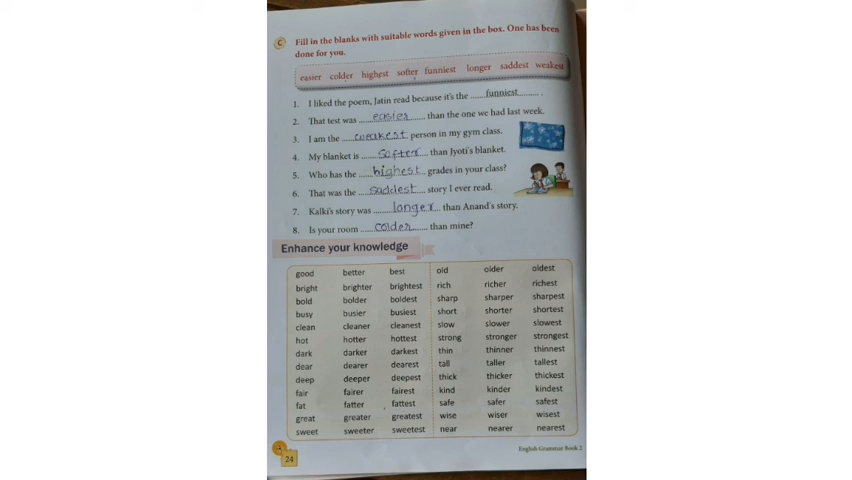 C Fill in the blanks with suitable words given in the box. One has been
done for you.
easier colder highest softer funniest longer saddest weakest
1. I liked the poem, Jatin read because it's the ......funniest...... .
2. That test was ......easier...... than the one we had last week.
3. I am the ......weakest...... person in my gym class.
4. My blanket is ......softer...... than Jyoti's blanket.
5. Who has the ......highest...... grades in your class?
6. That was the ......saddest...... story I ever read.
7. Kalki's story was ......longer...... than Anand's story.
8. Is your room ......colder...... than mine?
Enhance your knowledge
good better best old older oldest
bright brighter brightest rich richer richest
bold bolder boldest sharp sharper sharpest
busy busier busiest short shorter shortest
clean cleaner cleanest slow slower slowest
hot hotter hottest strong stronger strongest
dark darker darkest thin thinner thinnest
dear dearer dearest tall taller tallest
deep deeper deepest thick thicker thickest
fair fairer fairest kind kinder kindest
fat fatter fattest safe safer safest
great greater greatest wise wiser wisest
sweet sweeter sweetest near nearer nearest
24
English Grammar Book 2